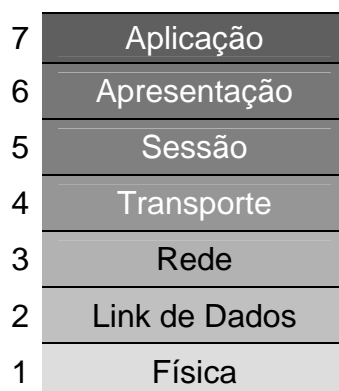 7 Aplicação
6 Apresentação
5 Sessão
4 Transporte
3 Rede
2 Link de Dados
1 Física